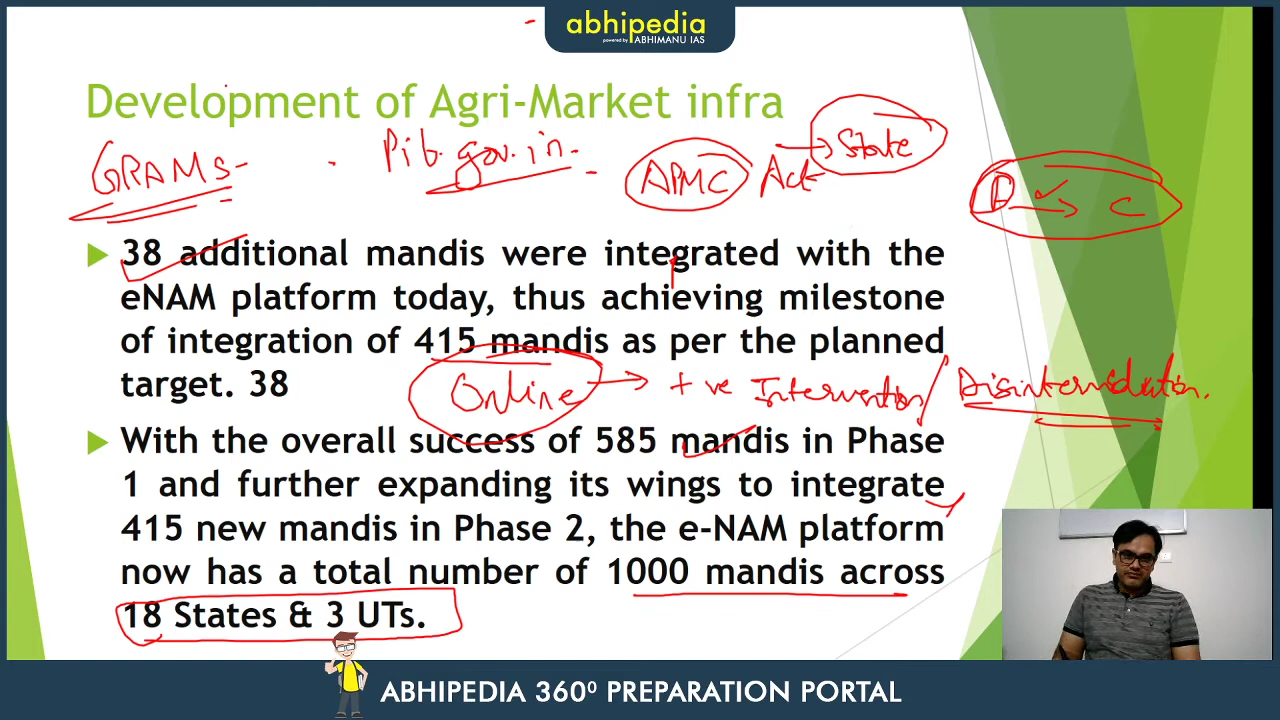 abhipedia
powered by ABHIMANU IAS
Development of Agri-Market infra
GRAMS
Pib.gov.in.
APMC Act → State
P → C
38 additional mandis were integrated with the
eNAM platform today, thus achieving milestone
of integration of 415 mandis as per the planned
target. 38
Online → +ve Intervention / Disintermediation.
With the overall success of 585 mandis in Phase
1 and further expanding its wings to integrate
415 new mandis in Phase 2, the e-NAM platform
now has a total number of 1000 mandis across
18 States & 3 UTs.
ABHIPEDIA 360⁰ PREPARATION PORTAL